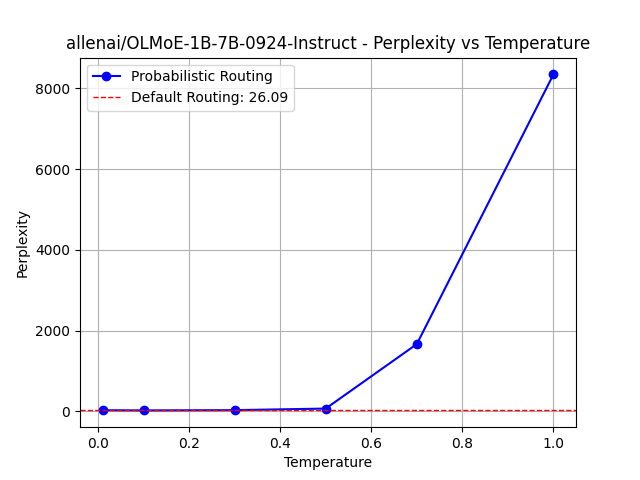 allenai/OLMoE-1B-7B-0924-Instruct - Perplexity vs Temperature
Probabilistic Routing
Default Routing: 26.09
8000
6000
4000
2000
0
Perplexity
0.0 0.2 0.4 0.6 0.8 1.0
Temperature